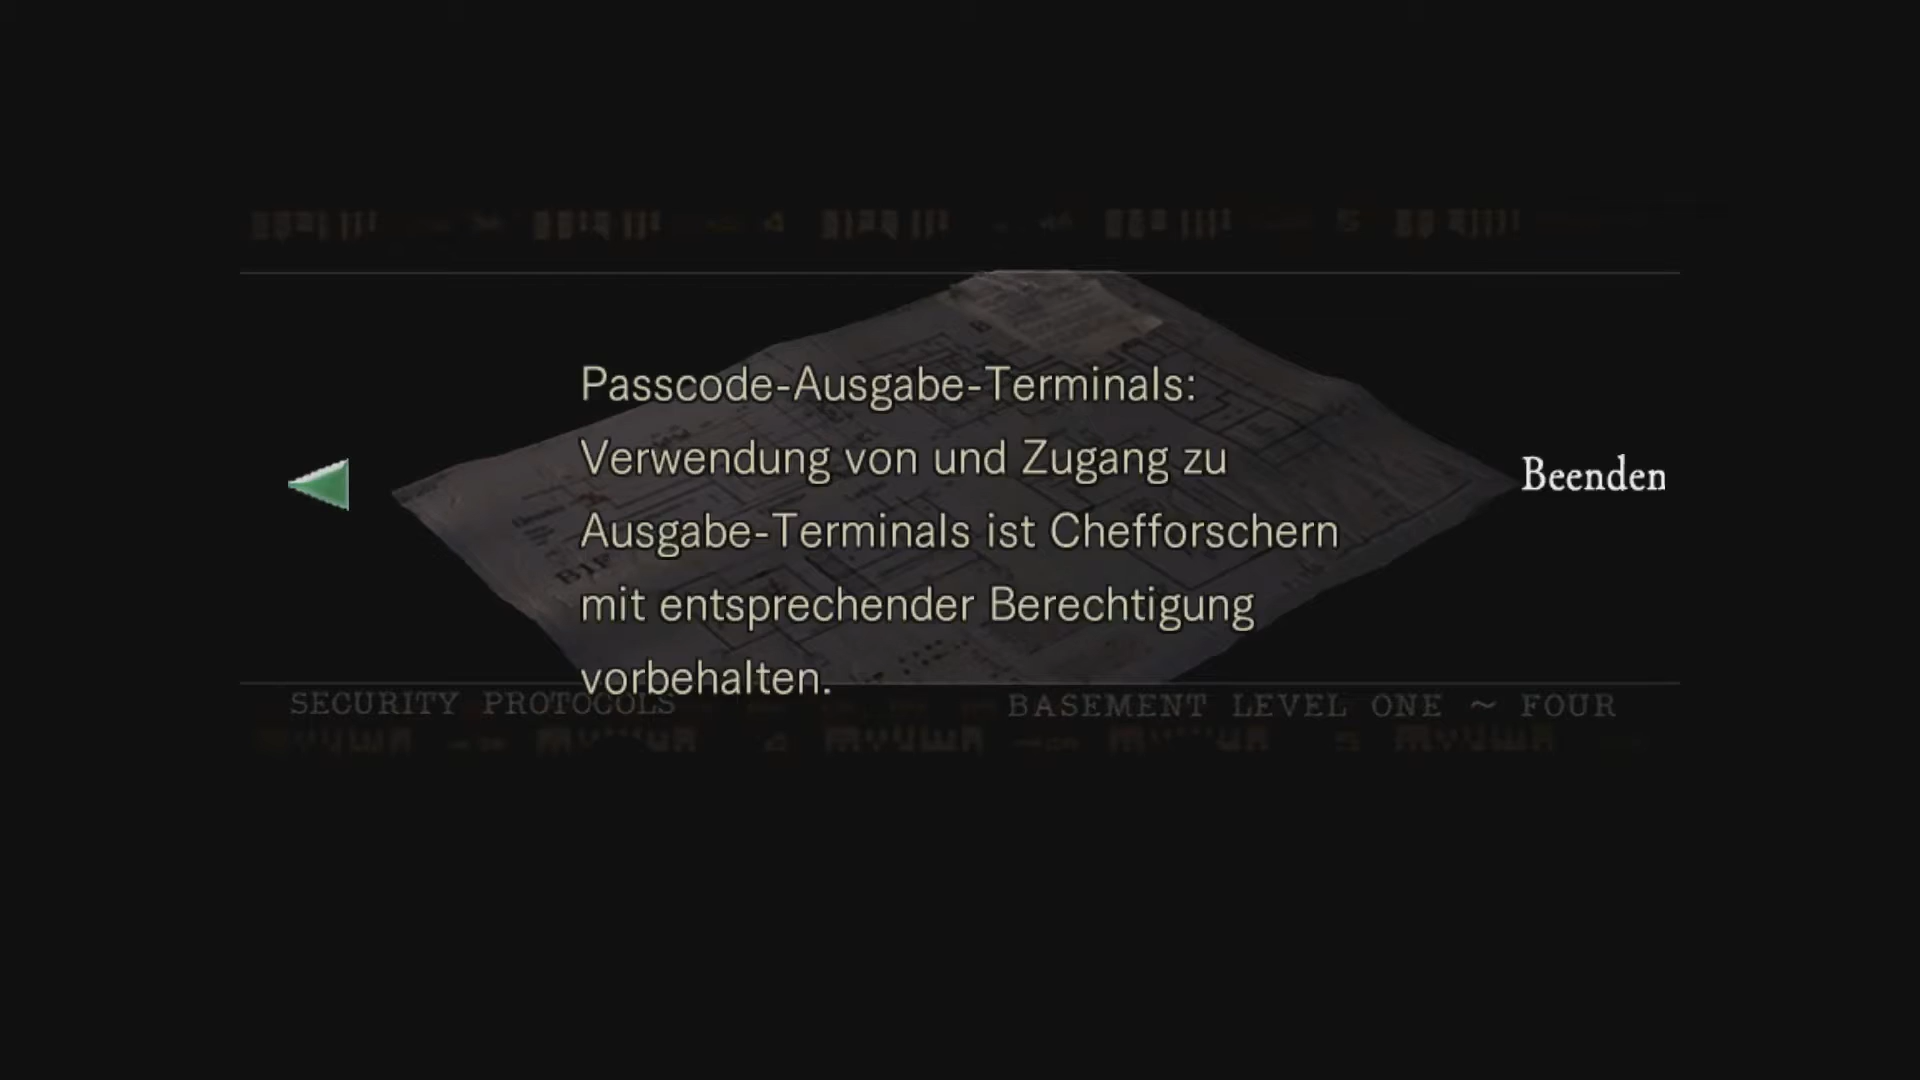 Passcode-Ausgabe-Terminals:
Verwendung von und Zugang zu
Ausgabe-Terminals ist Chefforschern
mit entsprechender Berechtigung
vorbehalten.
Beenden
B1F
SECURITY PROTOCOLS
BASEMENT LEVEL ONE ~ FOUR